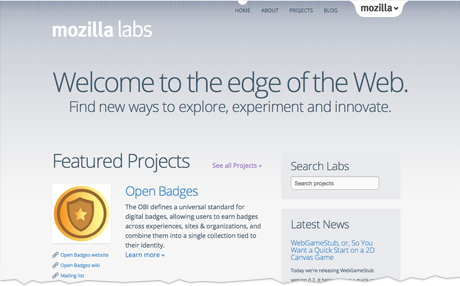 HOME ABOUT PROJECTS BLOG mozilla
mozilla labs
Welcome to the edge of the Web.
Find new ways to explore, experiment and innovate.
Featured Projects
See all Projects »
Open Badges
The OBI defines a universal standard for
digital badges, allowing users to earn badges
across experiences, sites & organizations, and
combine them into a single collection tied to
their identity.
Learn more »
Open Badges website
Open Badges wiki
Mailing list
Search Labs
Search projects
Latest News
WebGameStub, or, So You
Want a Quick Start on a 2D
Canvas Game
Today we're releasing WebGameStub